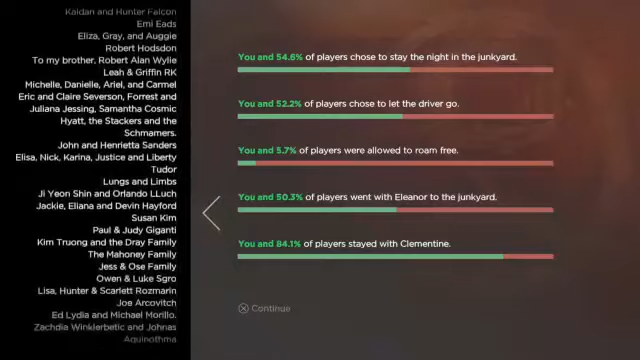 Kaidan and Hunter Falcon
Emi Eads
Eliza, Gray, and Auggie
Robert Hodsdon
To my brother, Robert Alan Wylie
Leah & Griffin RK
Michelle, Danielle, Ariel, and Carmel
Eric and Claire Severson, Forrest and
Juliana Jessing, Samantha Cosmic
Hyatt, the Stackers and the
Schmamers.
John and Henrietta Sanders
Elisa, Nick, Karina, Justice and Liberty
Tudor
Lungs and Limbs
Ji Yeon Shin and Orlando LLuch
Jackie, Eliana and Devin Hayford
Susan Kim
Paul & Judy Giganti
Kim Truong and the Dray Family
The Mahoney Family
Jess & Ose Family
Owen & Luke Sgro
Lisa, Hunter & Scarlett Rozmarin
Joe Arcovitch
Ed Lydia and Michael Morillo.
Zachdia Winklerbetic and Johnas
Aquinothma
You and 54.6% of players chose to stay the night in the junkyard.
You and 52.2% of players chose to let the driver go.
You and 5.7% of players were allowed to roam free.
You and 50.3% of players went with Eleanor to the junkyard.
You and 84.1% of players stayed with Clementine.
Continue